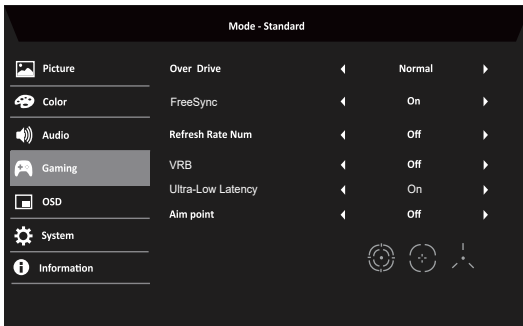 Mode - Standard
Picture
Color
Audio
Gaming
OSD
System
Information
Over Drive Normal
FreeSync On
Refresh Rate Num Off
VRB Off
Ultra-Low Latency On
Aim point Off